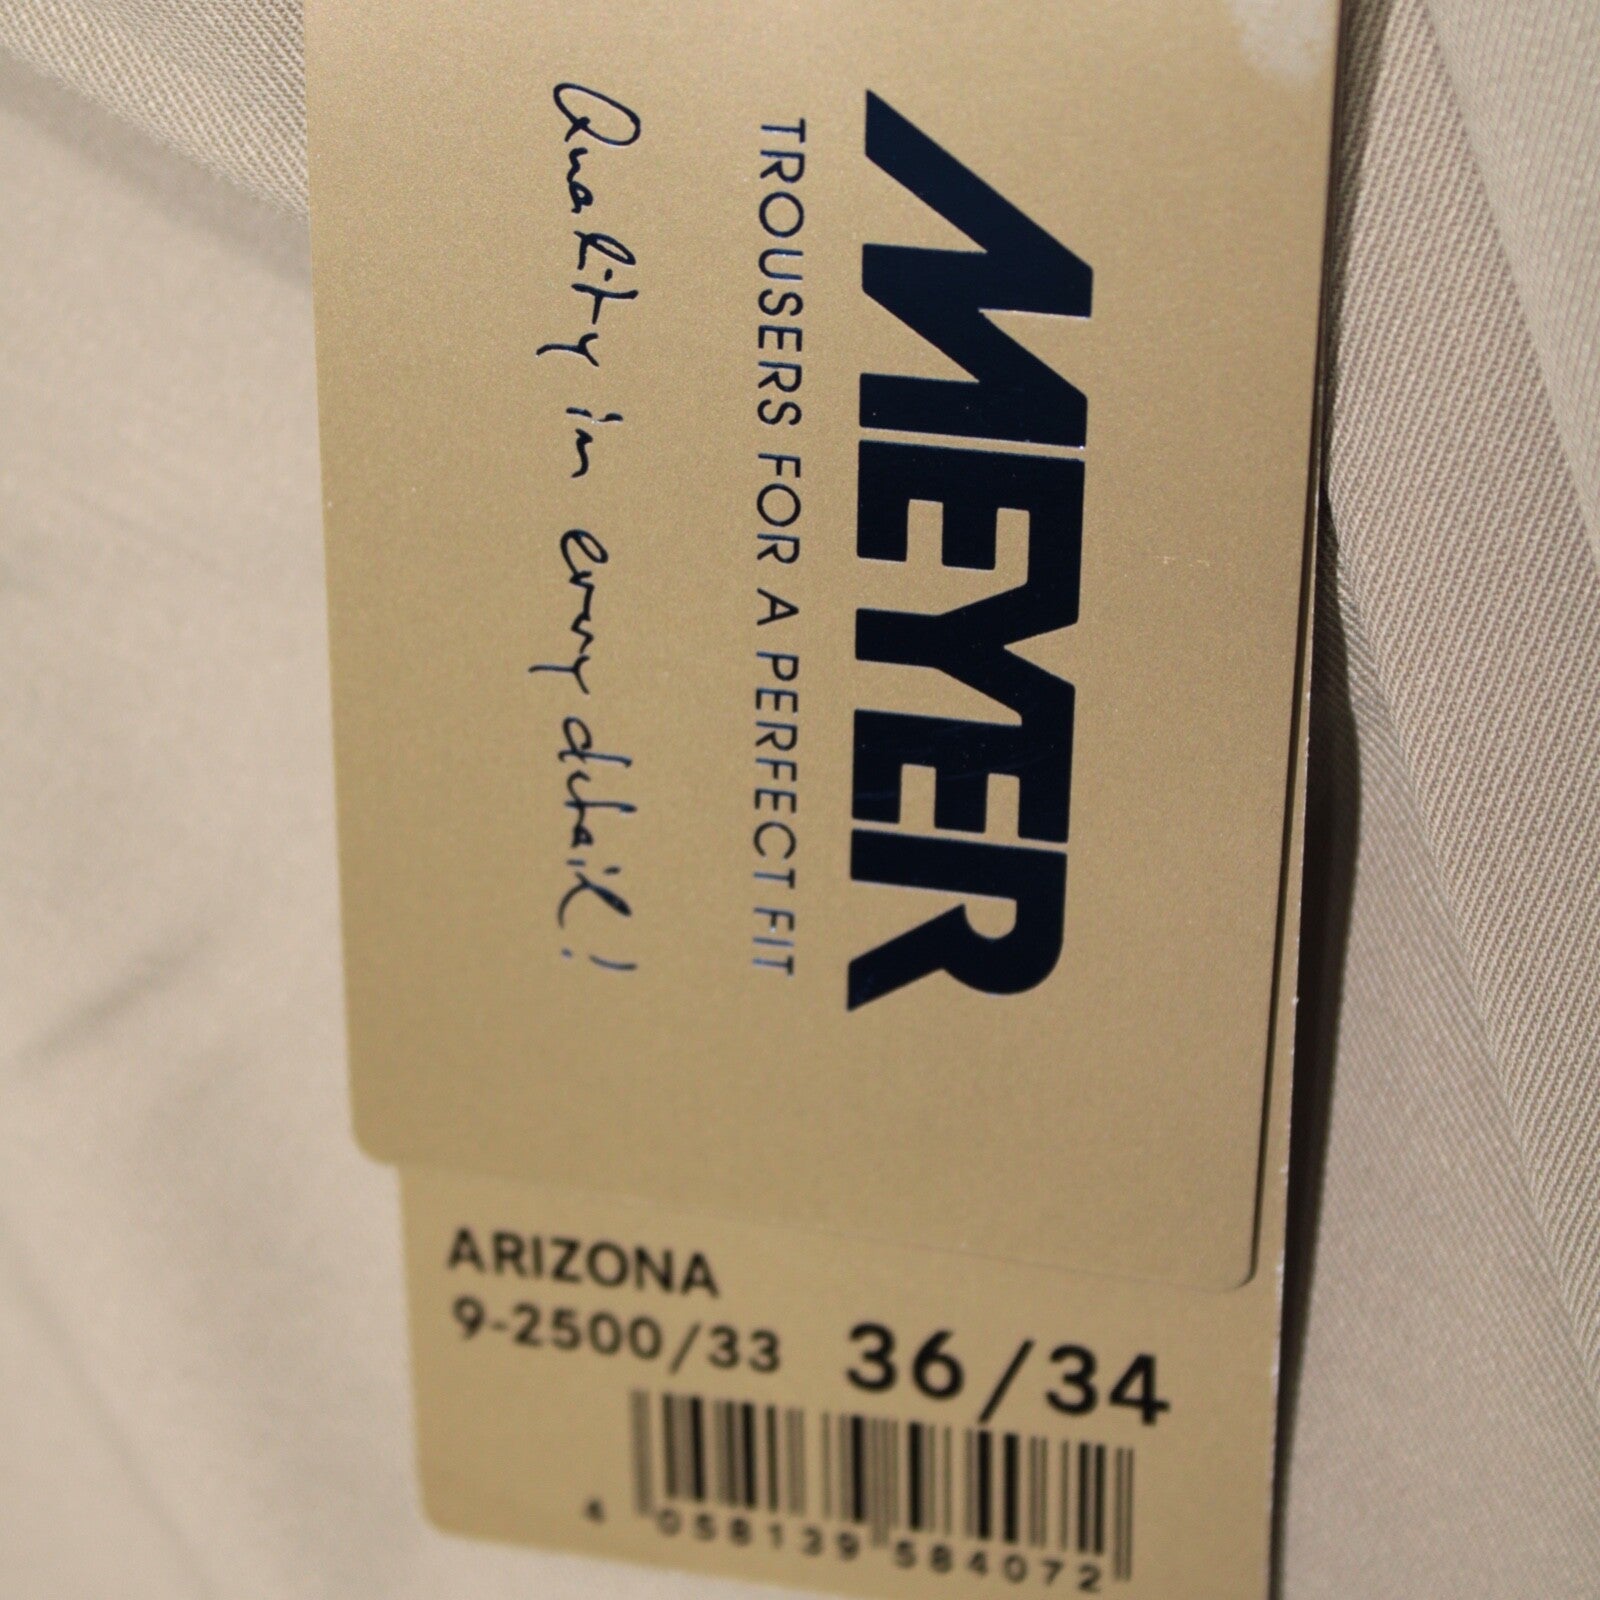 MEYER
TROUSERS FOR A PERFECT FIT
Quality in every detail!
ARIZONA
9-2500/33
36/34
4 058139 584072